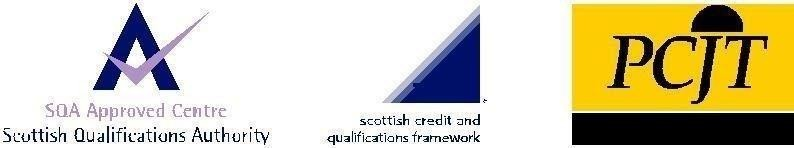 SQA Approved Centre
Scottish Qualifications Authority
scottish credit and
qualifications framework
PCJT